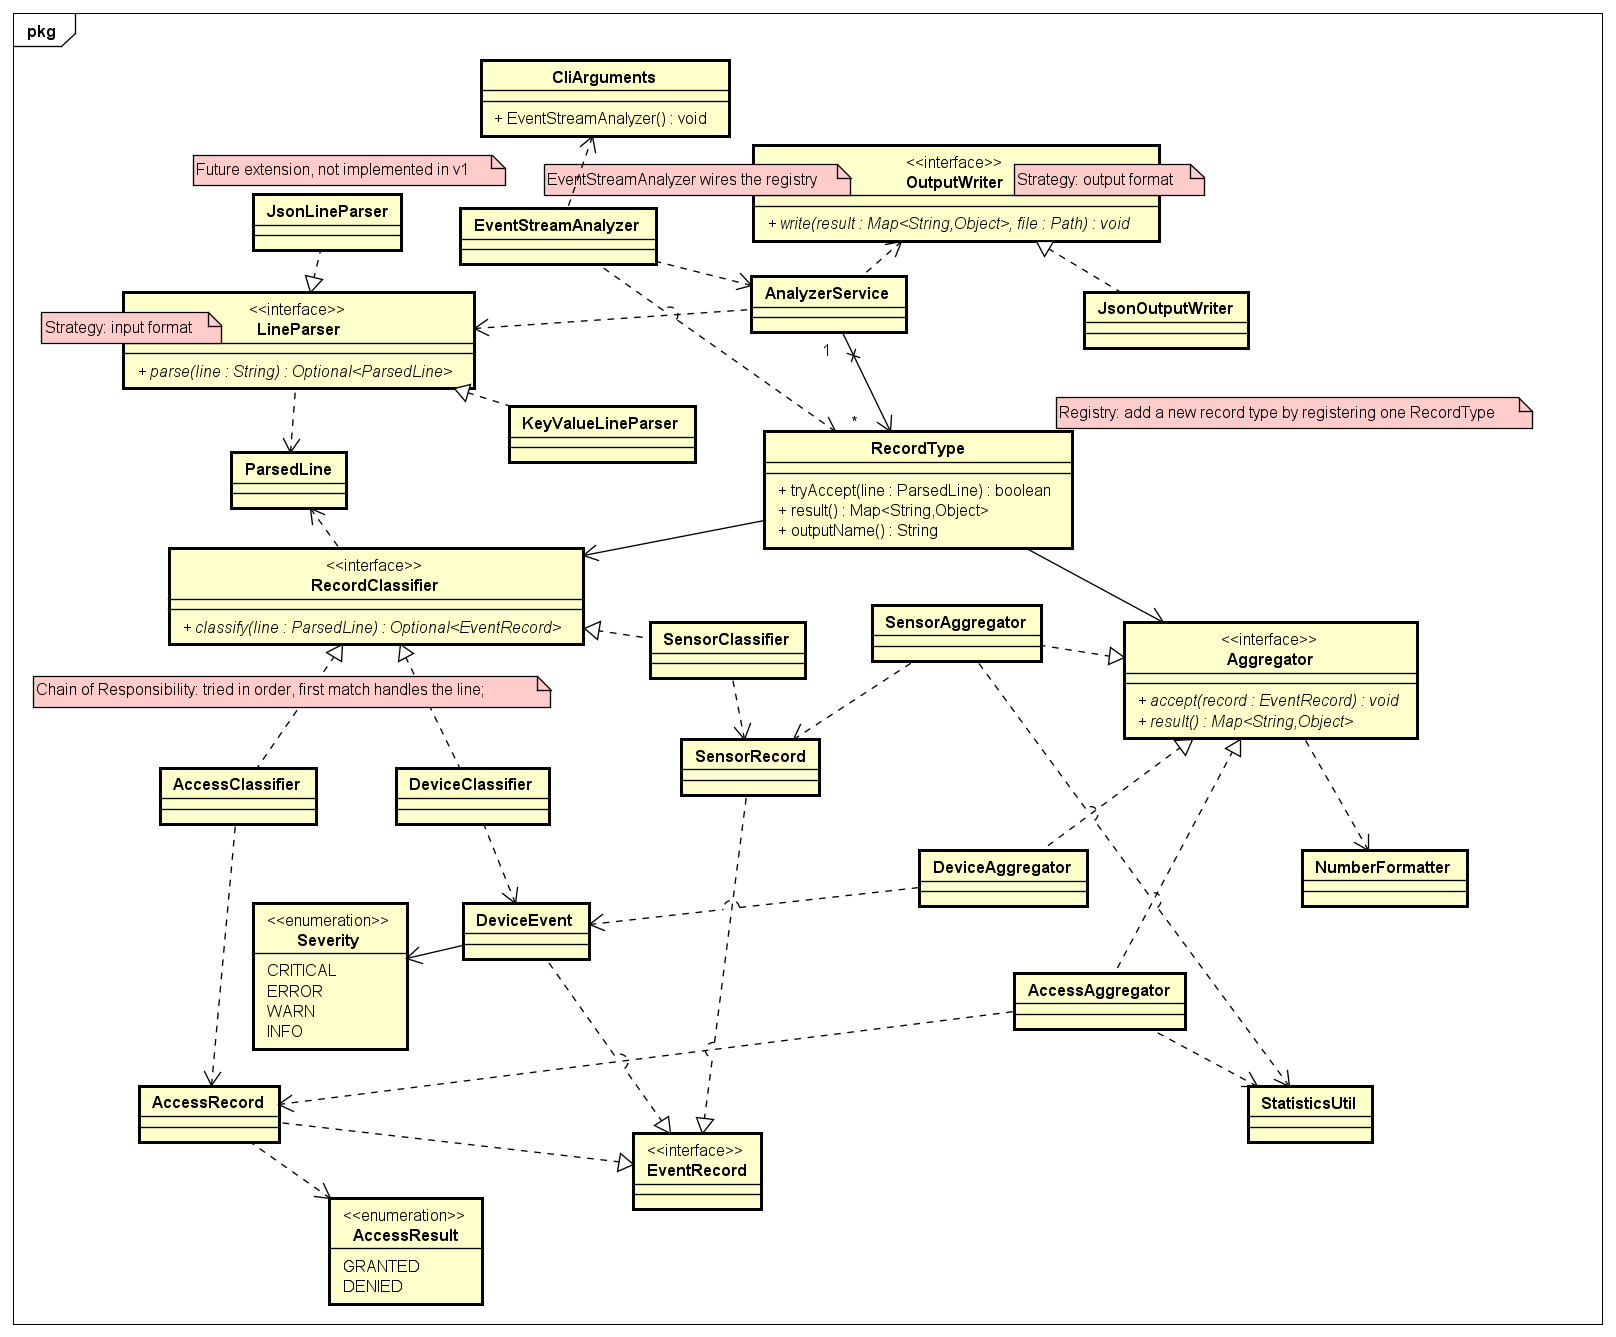 pkg
CliArguments
+ EventStreamAnalyzer() : void
Future extension, not implemented in v1
EventStreamAnalyzer wires the registry
<<interface>>
OutputWriter
Strategy: output format
+ write(result : Map<String,Object>, file : Path) : void
JsonLineParser
EventStreamAnalyzer
AnalyzerService
JsonOutputWriter
<<interface>>
LineParser
Strategy: input format
+ parse(line : String) : Optional<ParsedLine>
1
*
KeyValueLineParser
Registry: add a new record type by registering one RecordType
RecordType
+ tryAccept(line : ParsedLine) : boolean
+ result() : Map<String,Object>
+ outputName() : String
ParsedLine
<<interface>>
RecordClassifier
+ classify(line : ParsedLine) : Optional<EventRecord>
SensorClassifier
SensorAggregator
<<interface>>
Aggregator
+ accept(record : EventRecord) : void
+ result() : Map<String,Object>
Chain of Responsibility: tried in order, first match handles the line;
SensorRecord
AccessClassifier
DeviceClassifier
DeviceAggregator
NumberFormatter
<<enumeration>>
Severity
CRITICAL
ERROR
WARN
INFO
DeviceEvent
AccessAggregator
AccessRecord
StatisticsUtil
<<interface>>
EventRecord
<<enumeration>>
AccessResult
GRANTED
DENIED